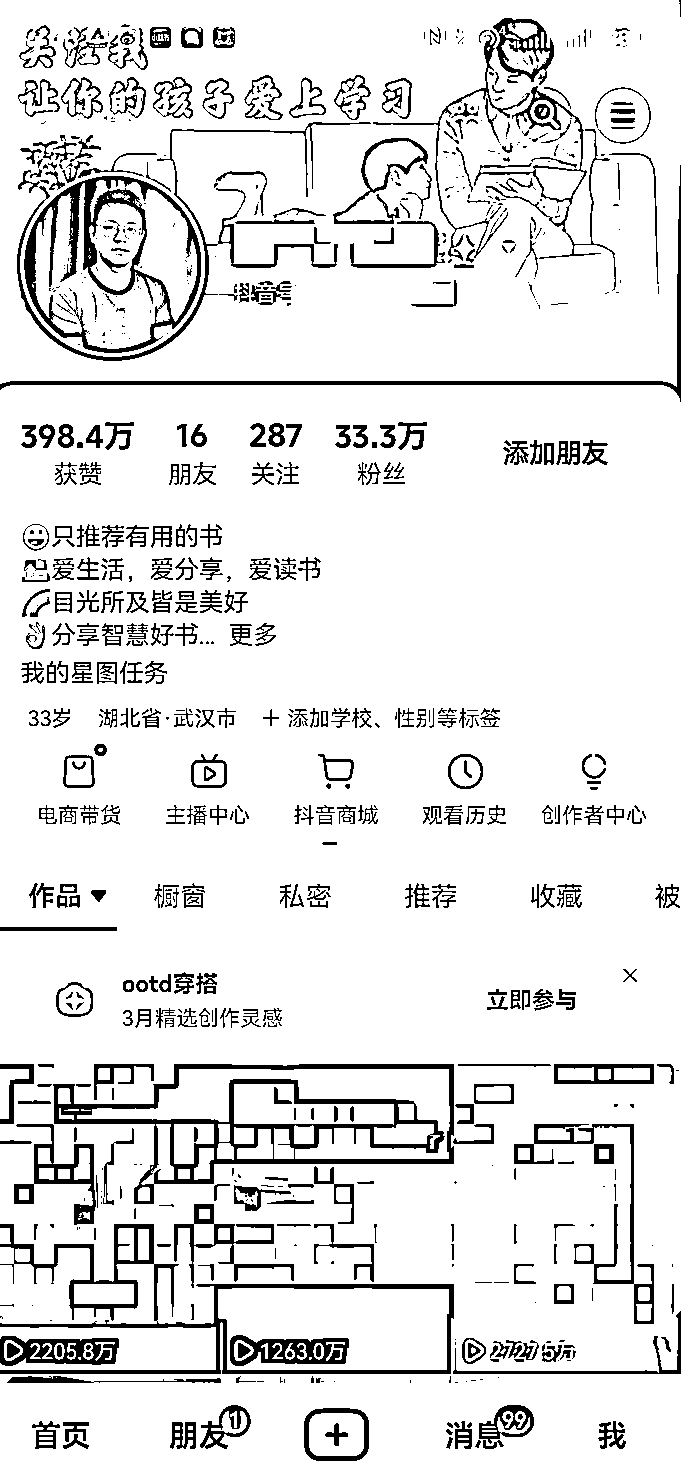 让你的孩子爱上学习
抖音号
398.4万 16 287 33.3万
获赞 朋友 关注 粉丝
添加朋友
只推荐有用的书
爱生活，爱分享，爱读书
目光所及皆是美好
分享智慧好书... 更多
我的星图任务
33岁 湖北省·武汉市 + 添加学校、性别等标签
电商带货 主播中心 抖音商城 观看历史 创作者中心
作品 橱窗 私密 推荐 收藏 被
ootd穿搭
3月精选创作灵感
立即参与
2205.8万 1263.0万
首页 朋友 1 消息 99 我